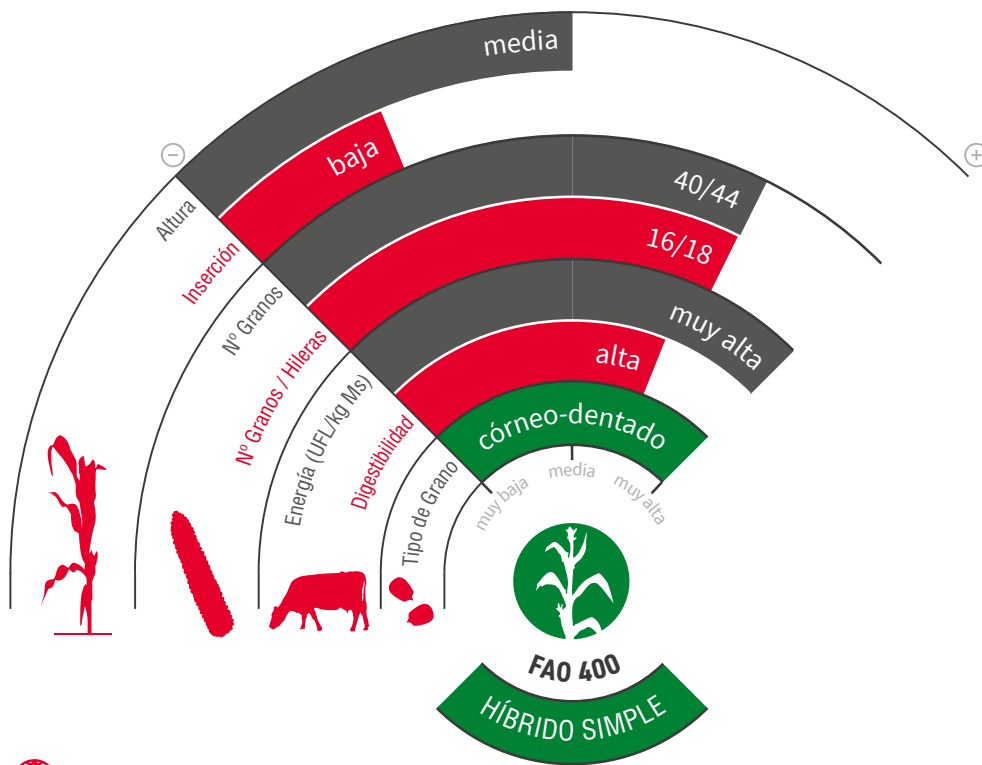 media
baja
40/44
16/18
muy alta
alta
córneo-dentado
−
+
Altura
Inserción
Nº Granos
Nº Granos / Hileras
Energía (UFL/kg Ms)
Digestibilidad
Tipo de Grano
muy baja
media
muy alta
FAO 400
HÍBRIDO SIMPLE